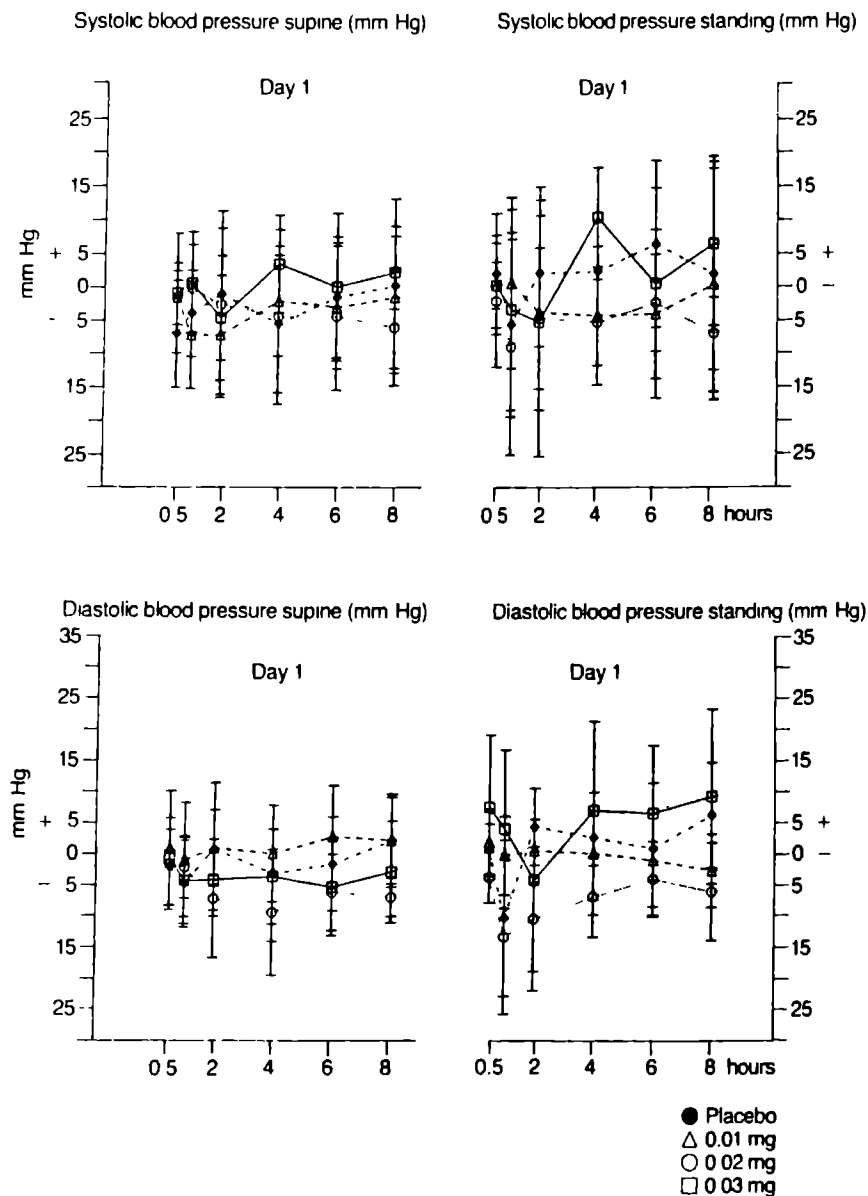 Systolic blood pressure supine (mm Hg)
Day 1
25
15
5
+
0
-
5
15
25
mm Hg
0 5 2 4 6 8
Systolic blood pressure standing (mm Hg)
Day 1
25
15
5
+
0
−
5
15
25
0 5 2 4 6 8 hours
Diastolic blood pressure supine (mm Hg)
Day 1
35
25
15
+
5
0
−
5
15
25
mm Hg
0 5 2 4 6 8
Diastolic blood pressure standing (mm Hg)
Day 1
35
25
15
5
+
0
−
5
15
25
0.5 2 4 6 8 hours
Placebo
0.01 mg
0 02 mg
0 03 mg